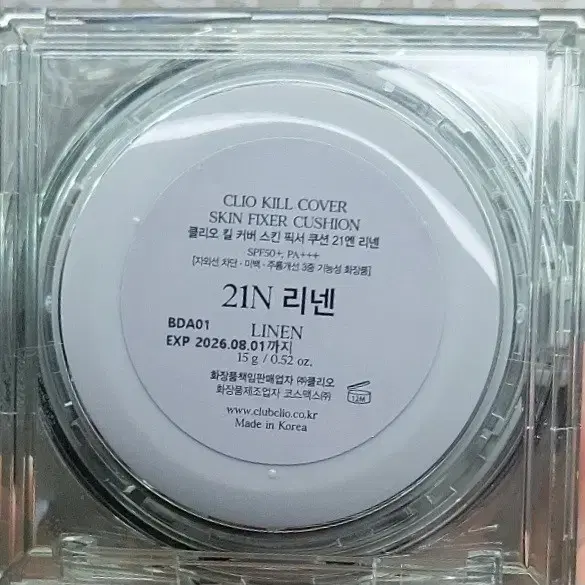 CLIO KILL COVER
SKIN FIXER CUSHION
클리오 킬 커버 스킨 픽서 쿠션 21엔 리넨
SPF50+, PA+++
[자외선 차단 · 미백 · 주름개선 3중 기능성 화장품]
21N 리넨
BDA01
LINEN
EXP 2026.08.01까지
15 g / 0.52 oz.
화장품책임판매업자 ㈜클리오
화장품제조업자 코스맥스㈜
12M
www.clubclio.co.kr
Made in Korea